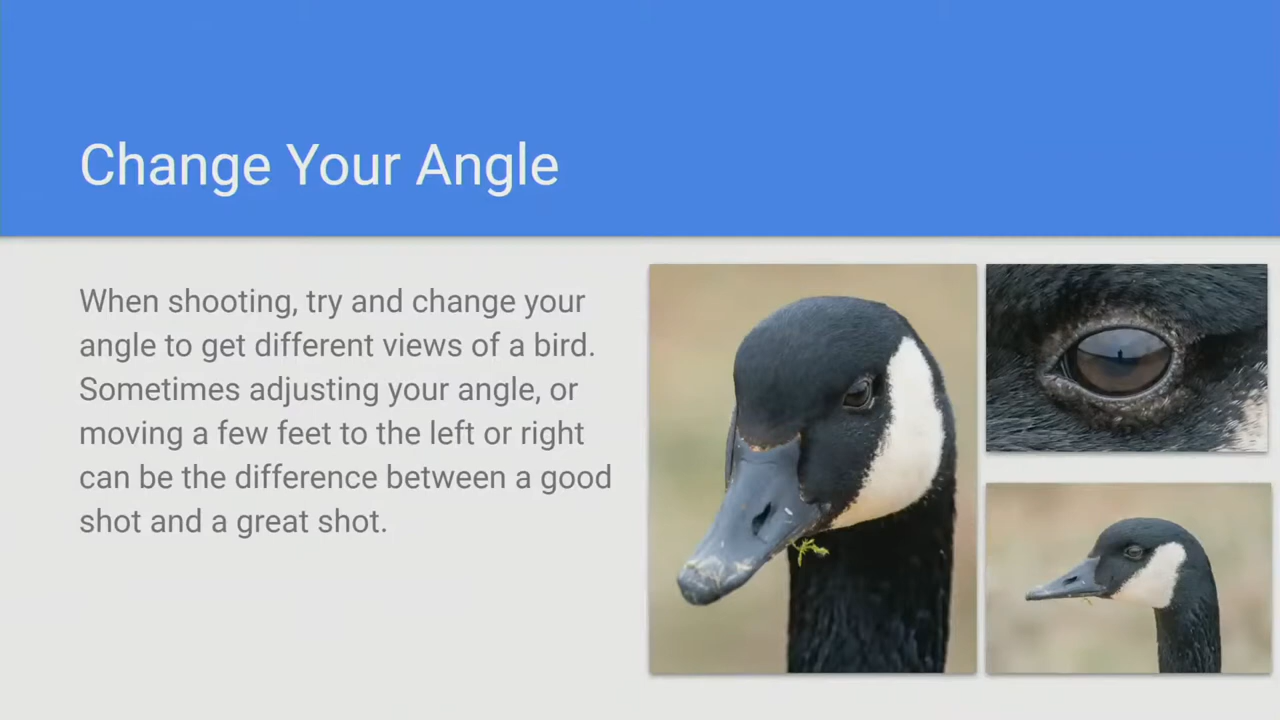 Change Your Angle
When shooting, try and change your
angle to get different views of a bird.
Sometimes adjusting your angle, or
moving a few feet to the left or right
can be the difference between a good
shot and a great shot.